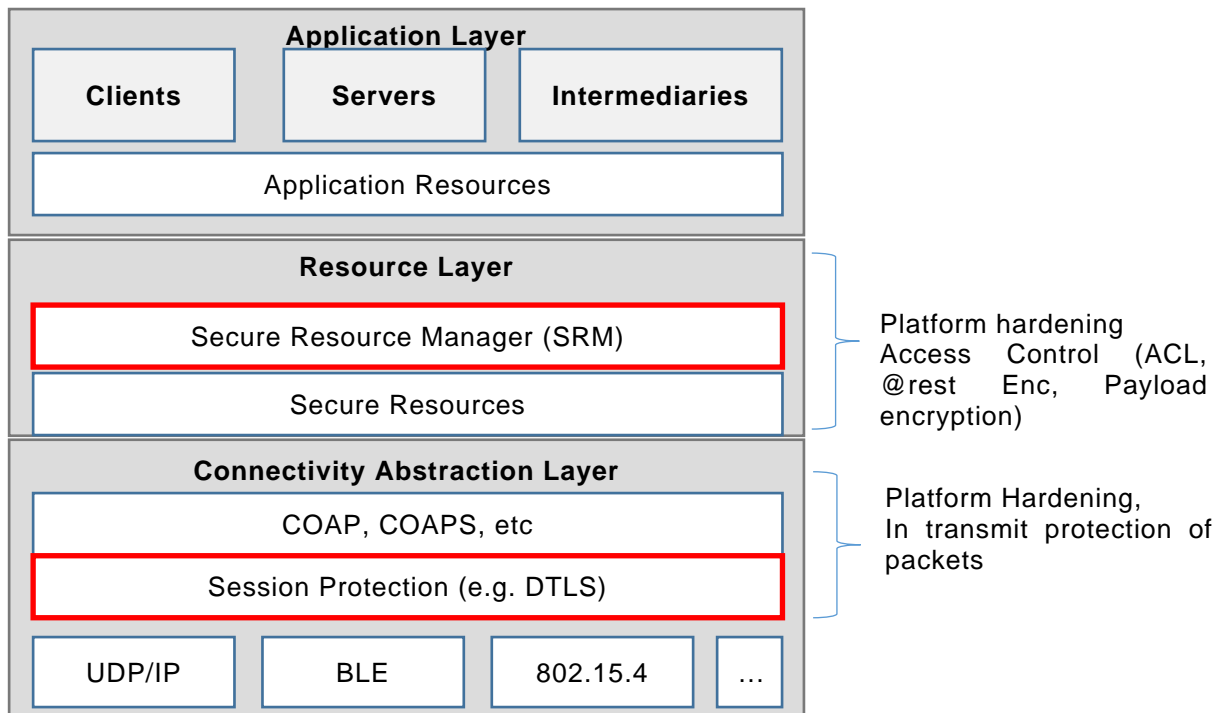 Application Layer
Clients
Servers
Intermediaries
Application Resources
Resource Layer
Secure Resource Manager (SRM)
Secure Resources
Platform hardening
Access Control (ACL,
@rest Enc, Payload
encryption)
Connectivity Abstraction Layer
COAP, COAPS, etc
Session Protection (e.g. DTLS)
Platform Hardening,
In transmit protection of
packets
UDP/IP
BLE
802.15.4
…